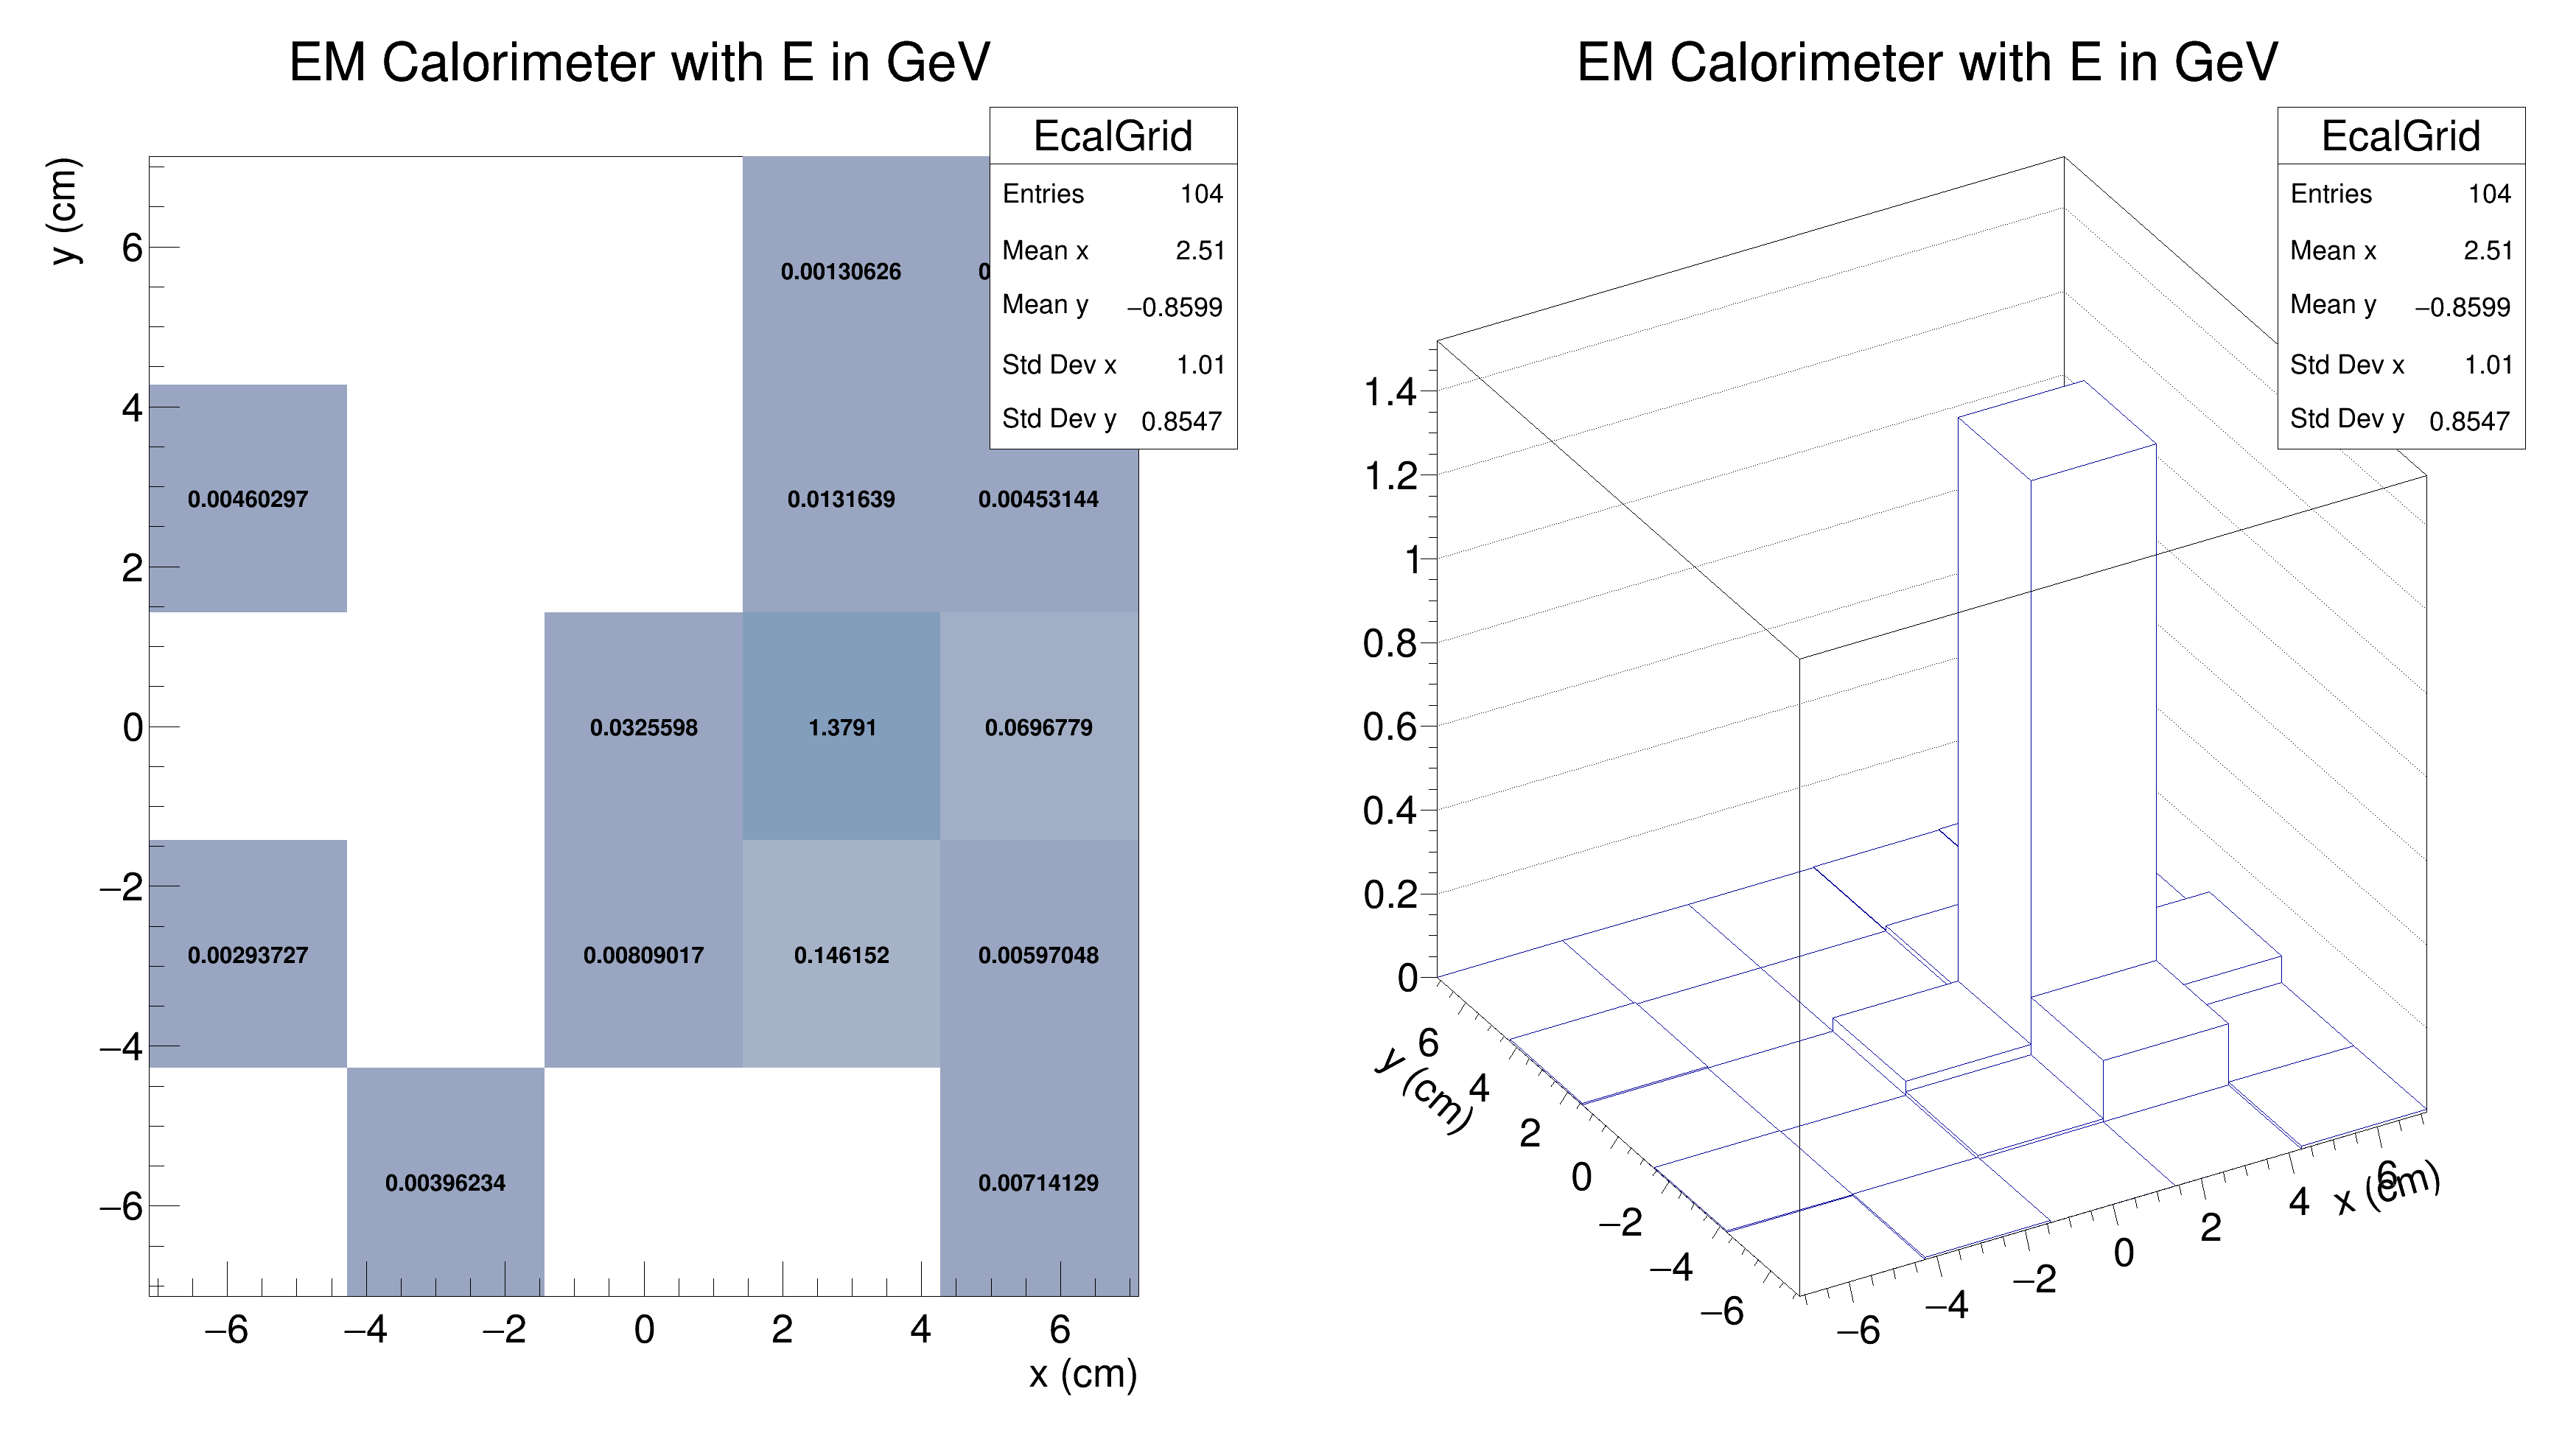 EM Calorimeter with E in GeV
EcalGrid
Entries 104
Mean x 2.51
Mean y −0.8599
Std Dev x 1.01
Std Dev y 0.8547
y (cm)
6
4
2
0
−2
−4
−6
0.00130626
0.00460297 0.0131639 0.00453144
0.0325598 1.3791 0.0696779
0.00293727 0.00809017 0.146152 0.00597048
0.00396234 0.00714129
−6 −4 −2 0 2 4 6
x (cm)
EM Calorimeter with E in GeV
EcalGrid
Entries 104
Mean x 2.51
Mean y −0.8599
Std Dev x 1.01
Std Dev y 0.8547
1.4
1.2
1
0.8
0.6
0.4
0.2
0
y (cm)
6
4
2
0
−2
−4
−6
−6 −4 −2 0 2 4 6
x (cm)